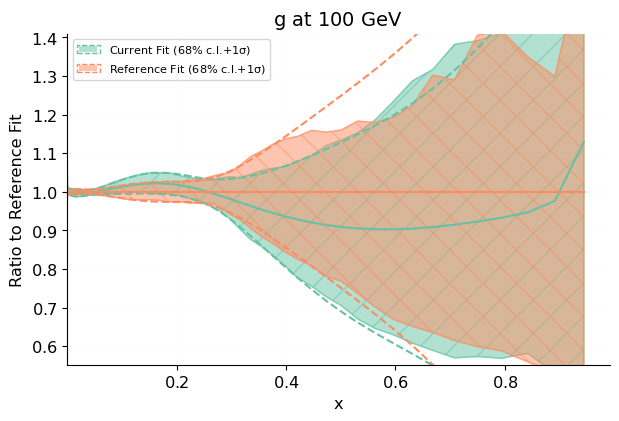 g at 100 GeV
Current Fit (68% c.l.+1σ)
Reference Fit (68% c.l.+1σ)
Ratio to Reference Fit
1.4
1.3
1.2
1.1
1.0
0.9
0.8
0.7
0.6
0.2 0.4 0.6 0.8
x